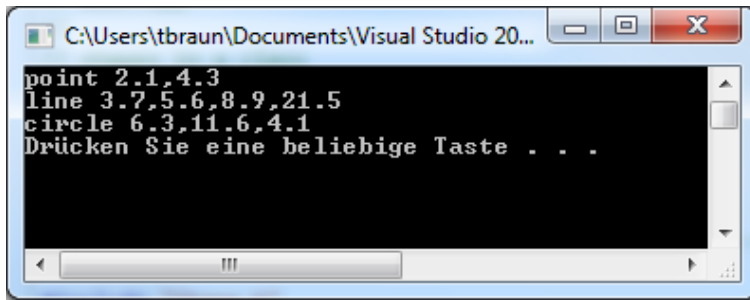 C:\Users\tbraun\Documents\Visual Studio 20...
point 2.1,4.3
line 3.7,5.6,8.9,21.5
circle 6.3,11.6,4.1
Drücken Sie eine beliebige Taste . . .